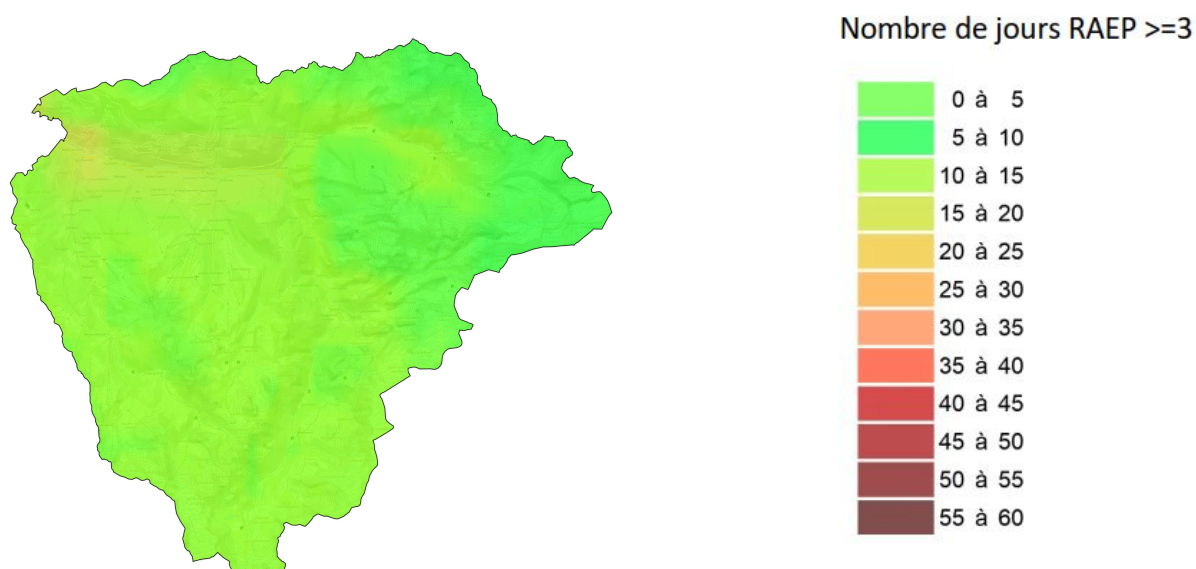 Nombre de jours RAEP >=3
0 à 5
5 à 10
10 à 15
15 à 20
20 à 25
25 à 30
30 à 35
35 à 40
40 à 45
45 à 50
50 à 55
55 à 60